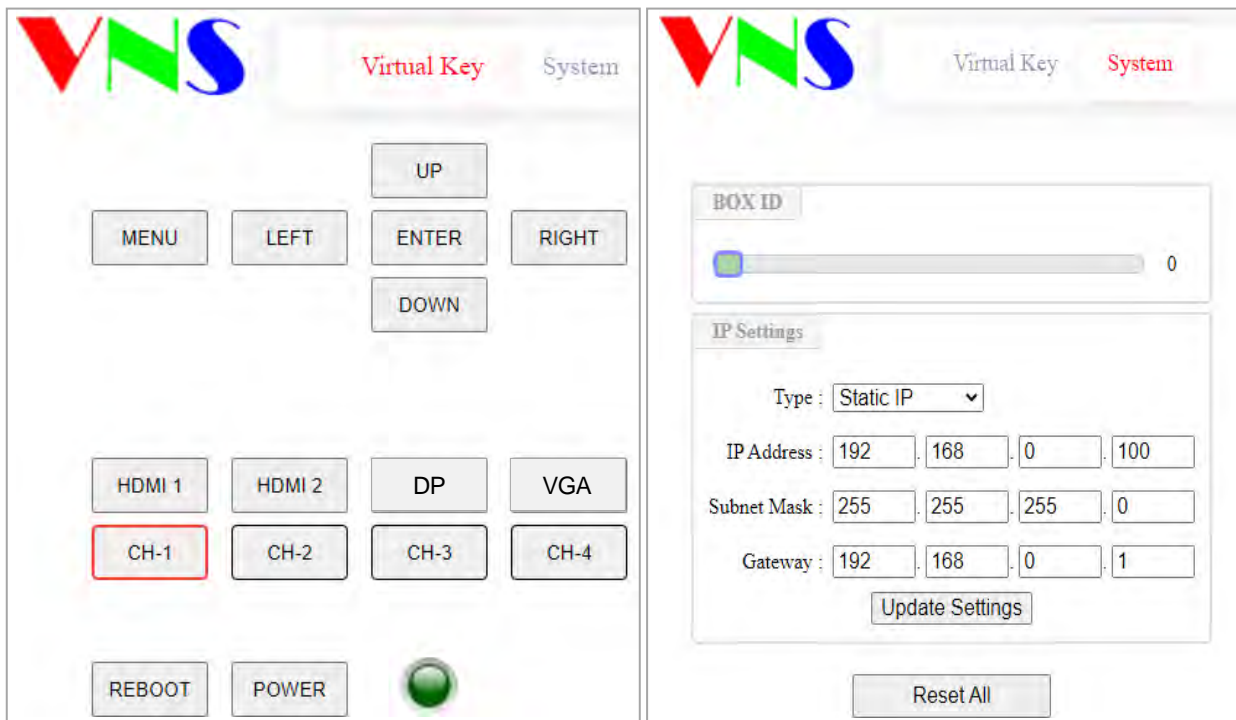 VNS
Virtual Key System
UP
MENU LEFT ENTER RIGHT
DOWN
HDMI 1 HDMI 2 DP VGA
CH-1 CH-2 CH-3 CH-4
REBOOT POWER
VNS
Virtual Key System
BOX ID
0
IP Settings
Type : Static IP
IP Address : 192 . 168 . 0 . 100
Subnet Mask : 255 . 255 . 255 . 0
Gateway : 192 . 168 . 0 . 1
Update Settings
Reset All